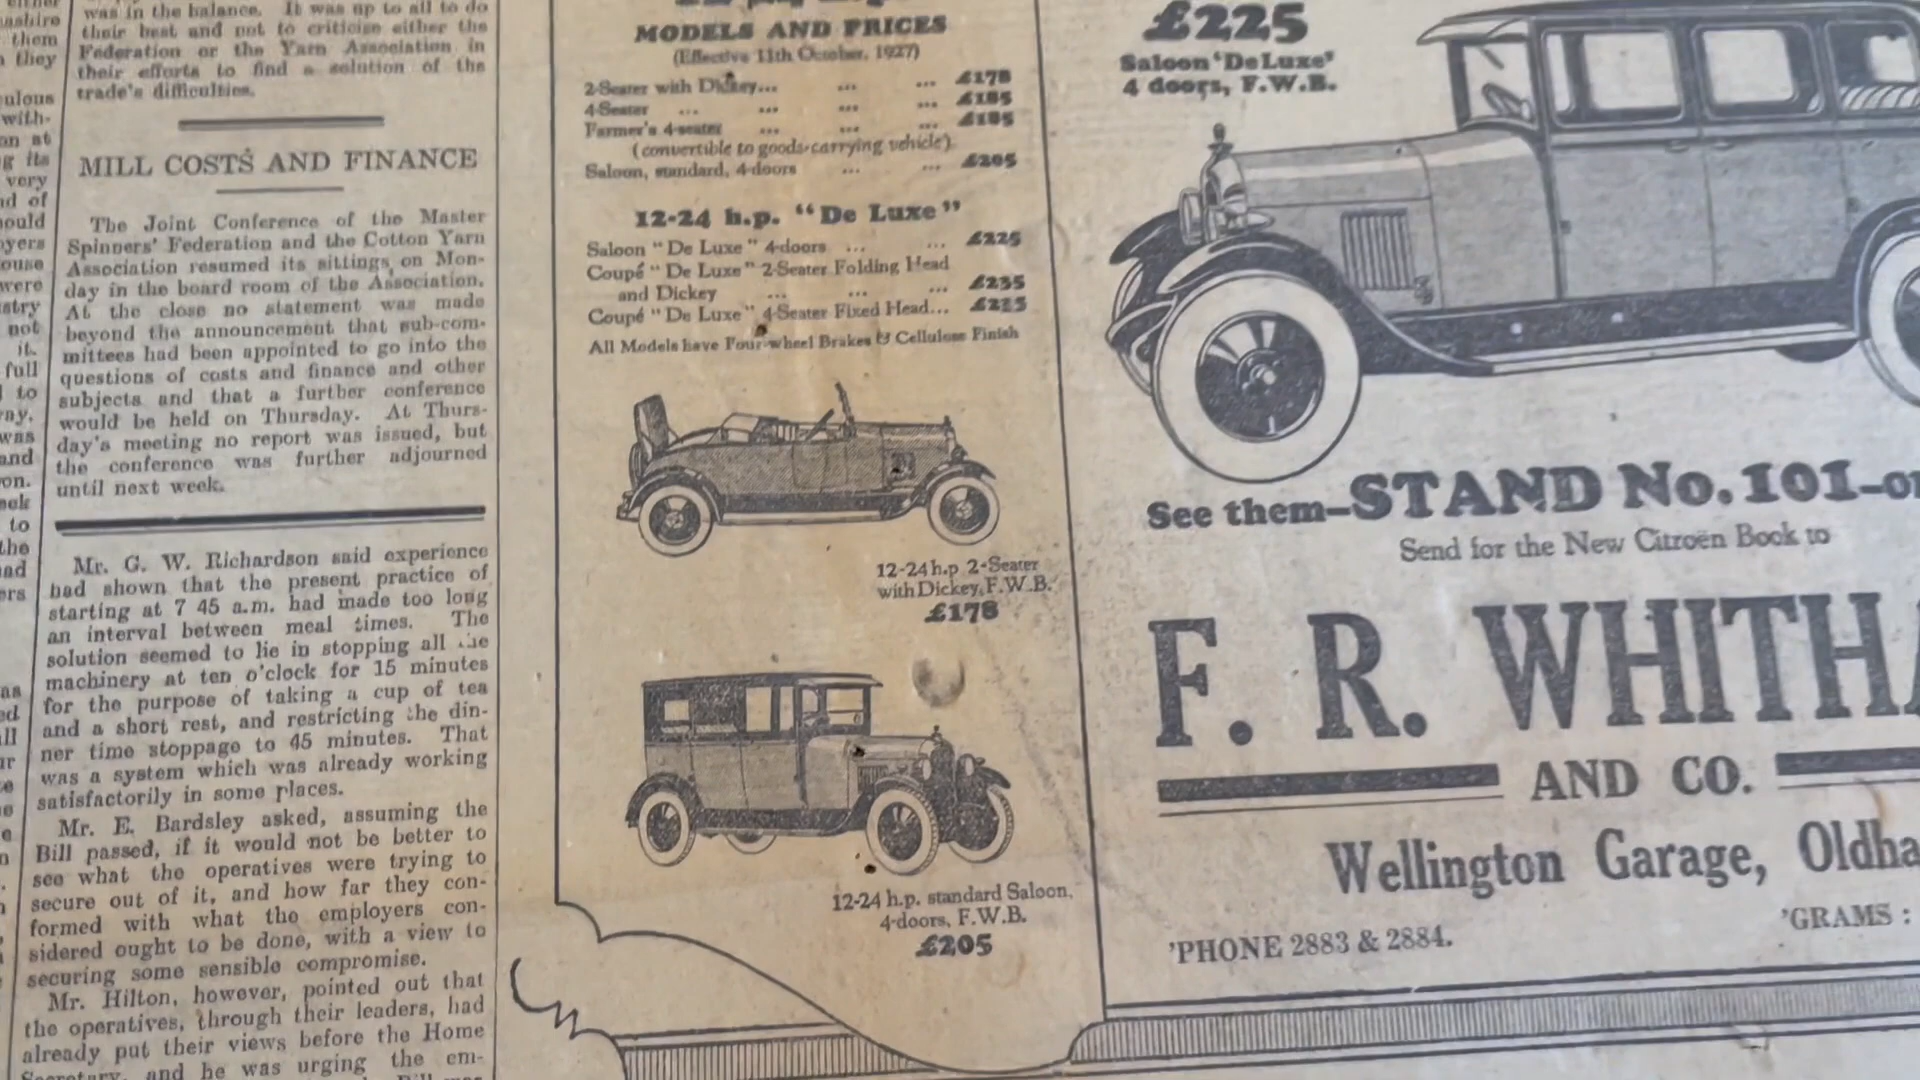 was in the balance. It was up to all to do
their best and not to criticise either the
Federation or the Yarn Association in
their efforts to find a solution of the
trade's difficulties.
MILL COSTS AND FINANCE
The Joint Conference of the Master
Spinners' Federation and the Cotton Yarn
Association resumed its sittings on Mon-
day in the board room of the Association.
At the close no statement was made
beyond the announcement that sub-com-
mittees had been appointed to go into the
questions of costs and finance and other
subjects and that a further conference
would be held on Thursday. At Thurs-
day's meeting no report was issued, but
the conference was further adjourned
until next week.
Mr. G. W. Richardson said experience
had shown that the present practice of
starting at 7 45 a.m. had made too long
an interval between meal times. The
solution seemed to lie in stopping all the
machinery at ten o'clock for 15 minutes
for the purpose of taking a cup of tea
and a short rest, and restricting the din-
ner time stoppage to 45 minutes. That
was a system which was already working
satisfactorily in some places.
Mr. E. Bardsley asked, assuming the
Bill passed, if it would not be better to
see what the operatives were trying to
secure out of it, and how far they con-
formed with what the employers con-
sidered ought to be done, with a view to
securing some sensible compromise.
Mr. Hilton, however, pointed out that
the operatives, through their leaders, had
already put their views before the Home
and he was urging the em-
MODELS AND PRICES
(Effective 11th October, 1927)
2-Seater with Dickey... ... ... £178
4-Seater ... ... ... ... £185
Farmer's 4-seater ... ... ... £185
(convertible to goods-carrying vehicle)
Saloon, standard, 4-doors ... ... £205
12-24 h.p. "De Luxe"
Saloon "De Luxe" 4-doors ... ... £225
Coupé "De Luxe" 2-Seater Folding Head
and Dickey ... ... ... £235
Coupé "De Luxe" 4-Seater Fixed Head... £225
All Models have Four-wheel Brakes & Cellulose Finish
12-24 h.p 2-Seater
with Dickey, F.W.B.
£178
12-24 h.p. standard Saloon,
4-doors, F.W.B.
£205
£225
Saloon 'De Luxe'
4 doors, F.W.B.
See them—STAND No. 101—or
Send for the New Citroën Book to
F. R. WHITHA
AND CO.
Wellington Garage, Oldha
'PHONE 2883 & 2884.
'GRAMS :